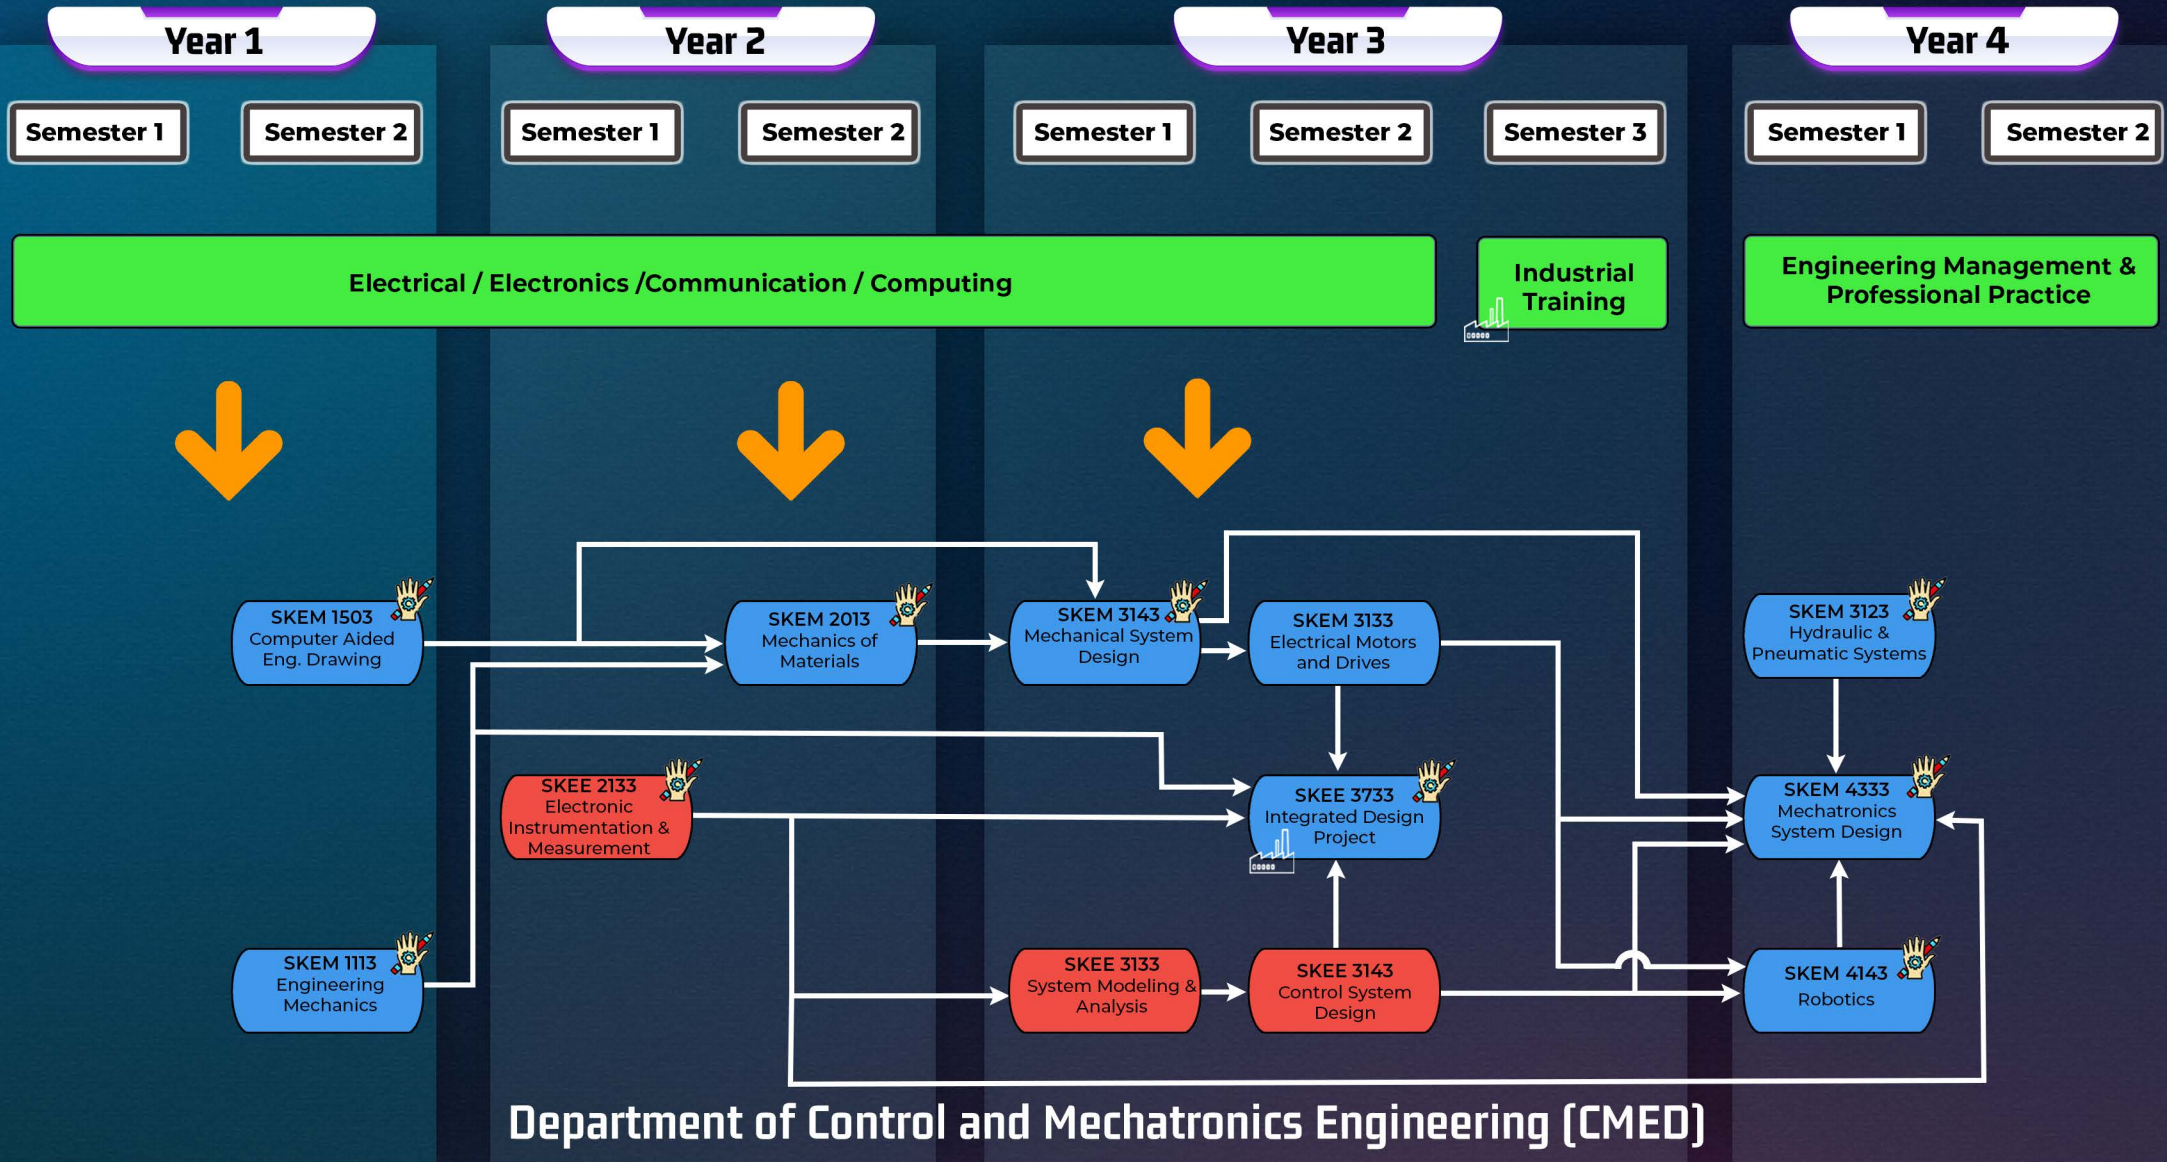 Year 1
Year 2
Year 3
Year 4
Semester 1
Semester 2
Semester 1
Semester 2
Semester 1
Semester 2
Semester 3
Semester 1
Semester 2
Electrical / Electronics /Communication / Computing
Industrial
Training
Engineering Management &
Professional Practice
SKEM 1503
Computer Aided
Eng. Drawing
SKEM 2013
Mechanics of
Materials
SKEM 3143
Mechanical System
Design
SKEM 3133
Electrical Motors
and Drives
SKEM 3123
Hydraulic &
Pneumatic Systems
SKEE 2133
Electronic
Instrumentation &
Measurement
SKEE 3733
Integrated Design
Project
SKEM 4333
Mechatronics
System Design
SKEM 1113
Engineering
Mechanics
SKEE 3133
System Modeling &
Analysis
SKEE 3143
Control System
Design
SKEM 4143
Robotics
Department of Control and Mechatronics Engineering (CMED)